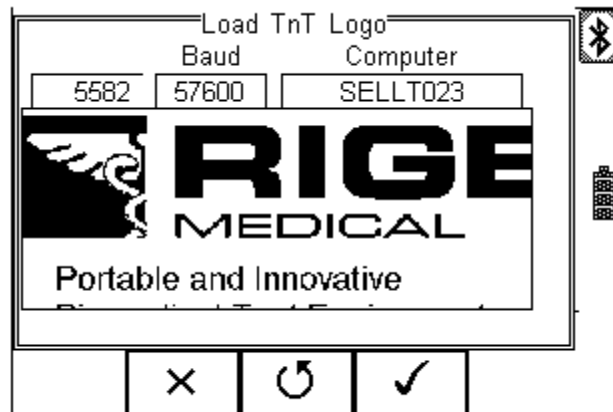 Load TnT Logo
Baud Computer
5582 57600 SELLT023
RIGE
MEDICAL
Portable and Innovative